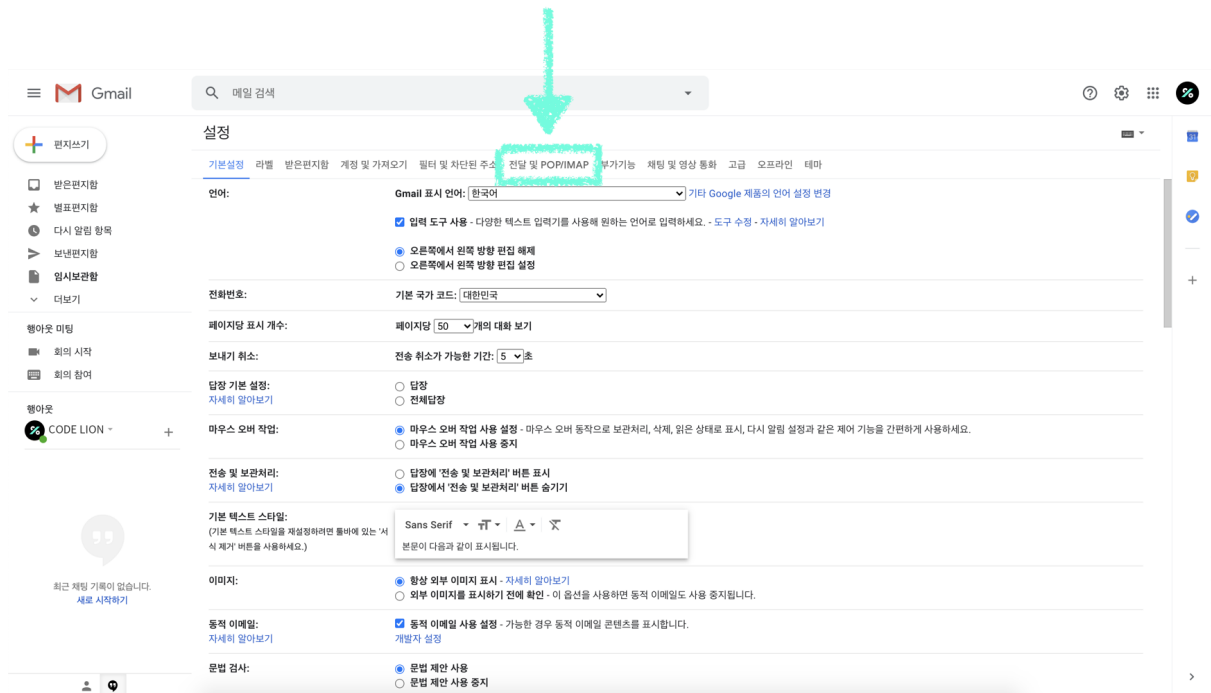 Gmail
메일 검색
편지쓰기
받은편지함
별표편지함
다시 알림 항목
보낸편지함
임시보관함
더보기
행아웃 미팅
회의 시작
회의 참여
행아웃
CODE LION
최근 채팅 기록이 없습니다.
새로 시작하기
설정
기본설정 라벨 받은편지함 계정 및 가져오기 필터 및 차단된 주소 전달 및 POP/IMAP 부가기능 채팅 및 영상 통화 고급 오프라인 테마
언어: Gmail 표시 언어: 한국어 기타 Google 제품의 언어 설정 변경
입력 도구 사용 - 다양한 텍스트 입력기를 사용해 원하는 언어로 입력하세요. - 도구 수정 - 자세히 알아보기
오른쪽에서 왼쪽 방향 편집 해제
오른쪽에서 왼쪽 방향 편집 설정
전화번호: 기본 국가 코드: 대한민국
페이지당 표시 개수: 페이지당 50 개의 대화 보기
보내기 취소: 전송 취소가 가능한 기간: 5 초
답장 기본 설정: 답장
자세히 알아보기 전체답장
마우스 오버 작업: 마우스 오버 작업 사용 설정 - 마우스 오버 동작으로 보관처리, 삭제, 읽은 상태로 표시, 다시 알림 설정과 같은 제어 기능을 간편하게 사용하세요.
마우스 오버 작업 사용 중지
전송 및 보관처리: 답장에 '전송 및 보관처리' 버튼 표시
자세히 알아보기 답장에서 '전송 및 보관처리' 버튼 숨기기
기본 텍스트 스타일:
(기본 텍스트 스타일을 재설정하려면 툴바에 있는 '서
식 제거' 버튼을 사용하세요.)
Sans Serif
본문이 다음과 같이 표시됩니다.
이미지: 항상 외부 이미지 표시 - 자세히 알아보기
외부 이미지를 표시하기 전에 확인 - 이 옵션을 사용하면 동적 이메일도 사용 중지됩니다.
동적 이메일: 동적 이메일 사용 설정 - 가능한 경우 동적 이메일 콘텐츠를 표시합니다.
자세히 알아보기 개발자 설정
문법 검사: 문법 제안 사용
문법 제안 사용 중지
31